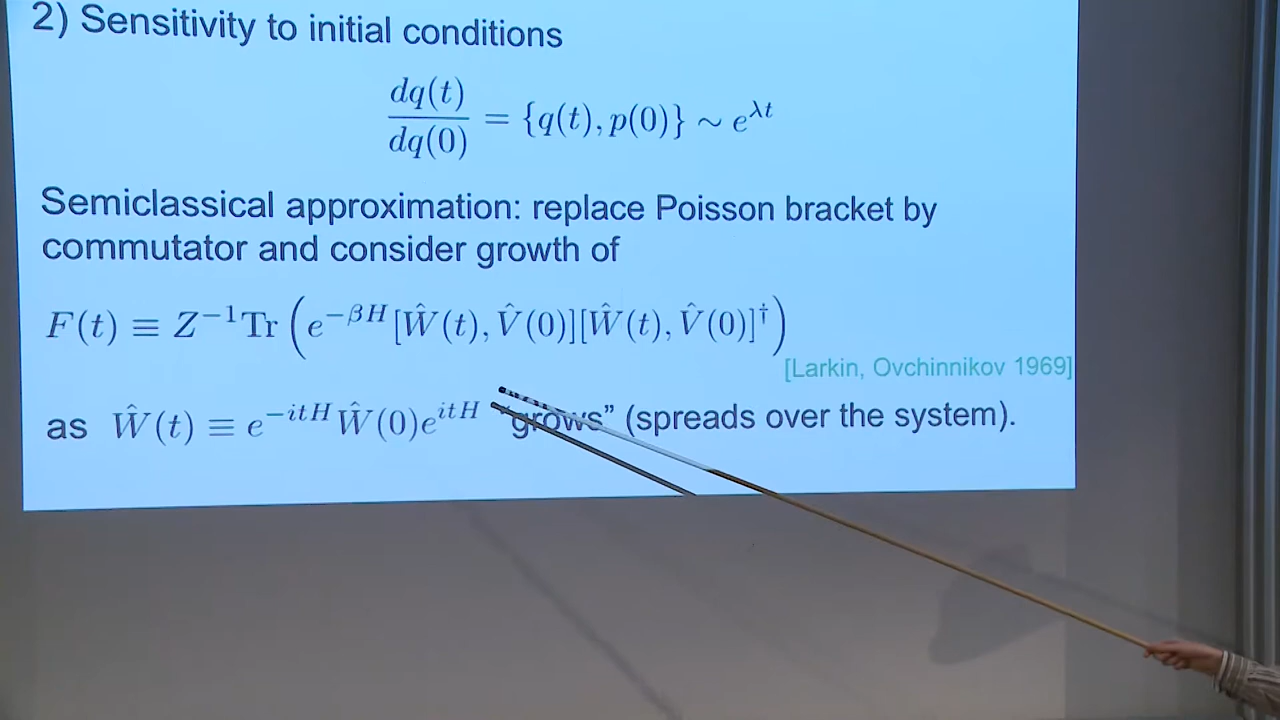 2) Sensitivity to initial conditions
dq(t)/dq(0) = {q(t), p(0)} ~ e^{λt}
Semiclassical approximation: replace Poisson bracket by
commutator and consider growth of
F(t) ≡ Z^{-1}Tr(e^{-βH}[Ŵ(t), V̂(0)][Ŵ(t), V̂(0)]^†)
[Larkin, Ovchinnikov 1969]
as Ŵ(t) ≡ e^{-itH}Ŵ(0)e^{itH} “grows” (spreads over the system).